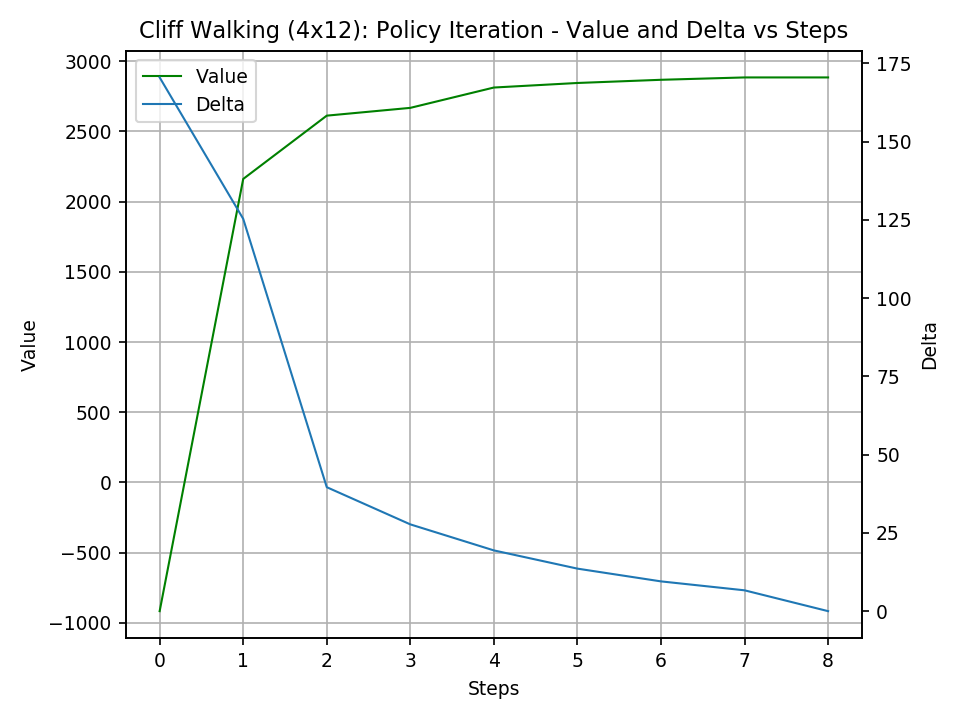 Cliff Walking (4x12): Policy Iteration - Value and Delta vs Steps
Value
Delta
3000
2500
2000
1500
1000
500
0
−500
−1000
Value
175
150
125
100
75
50
25
0
Delta
0 1 2 3 4 5 6 7 8
Steps